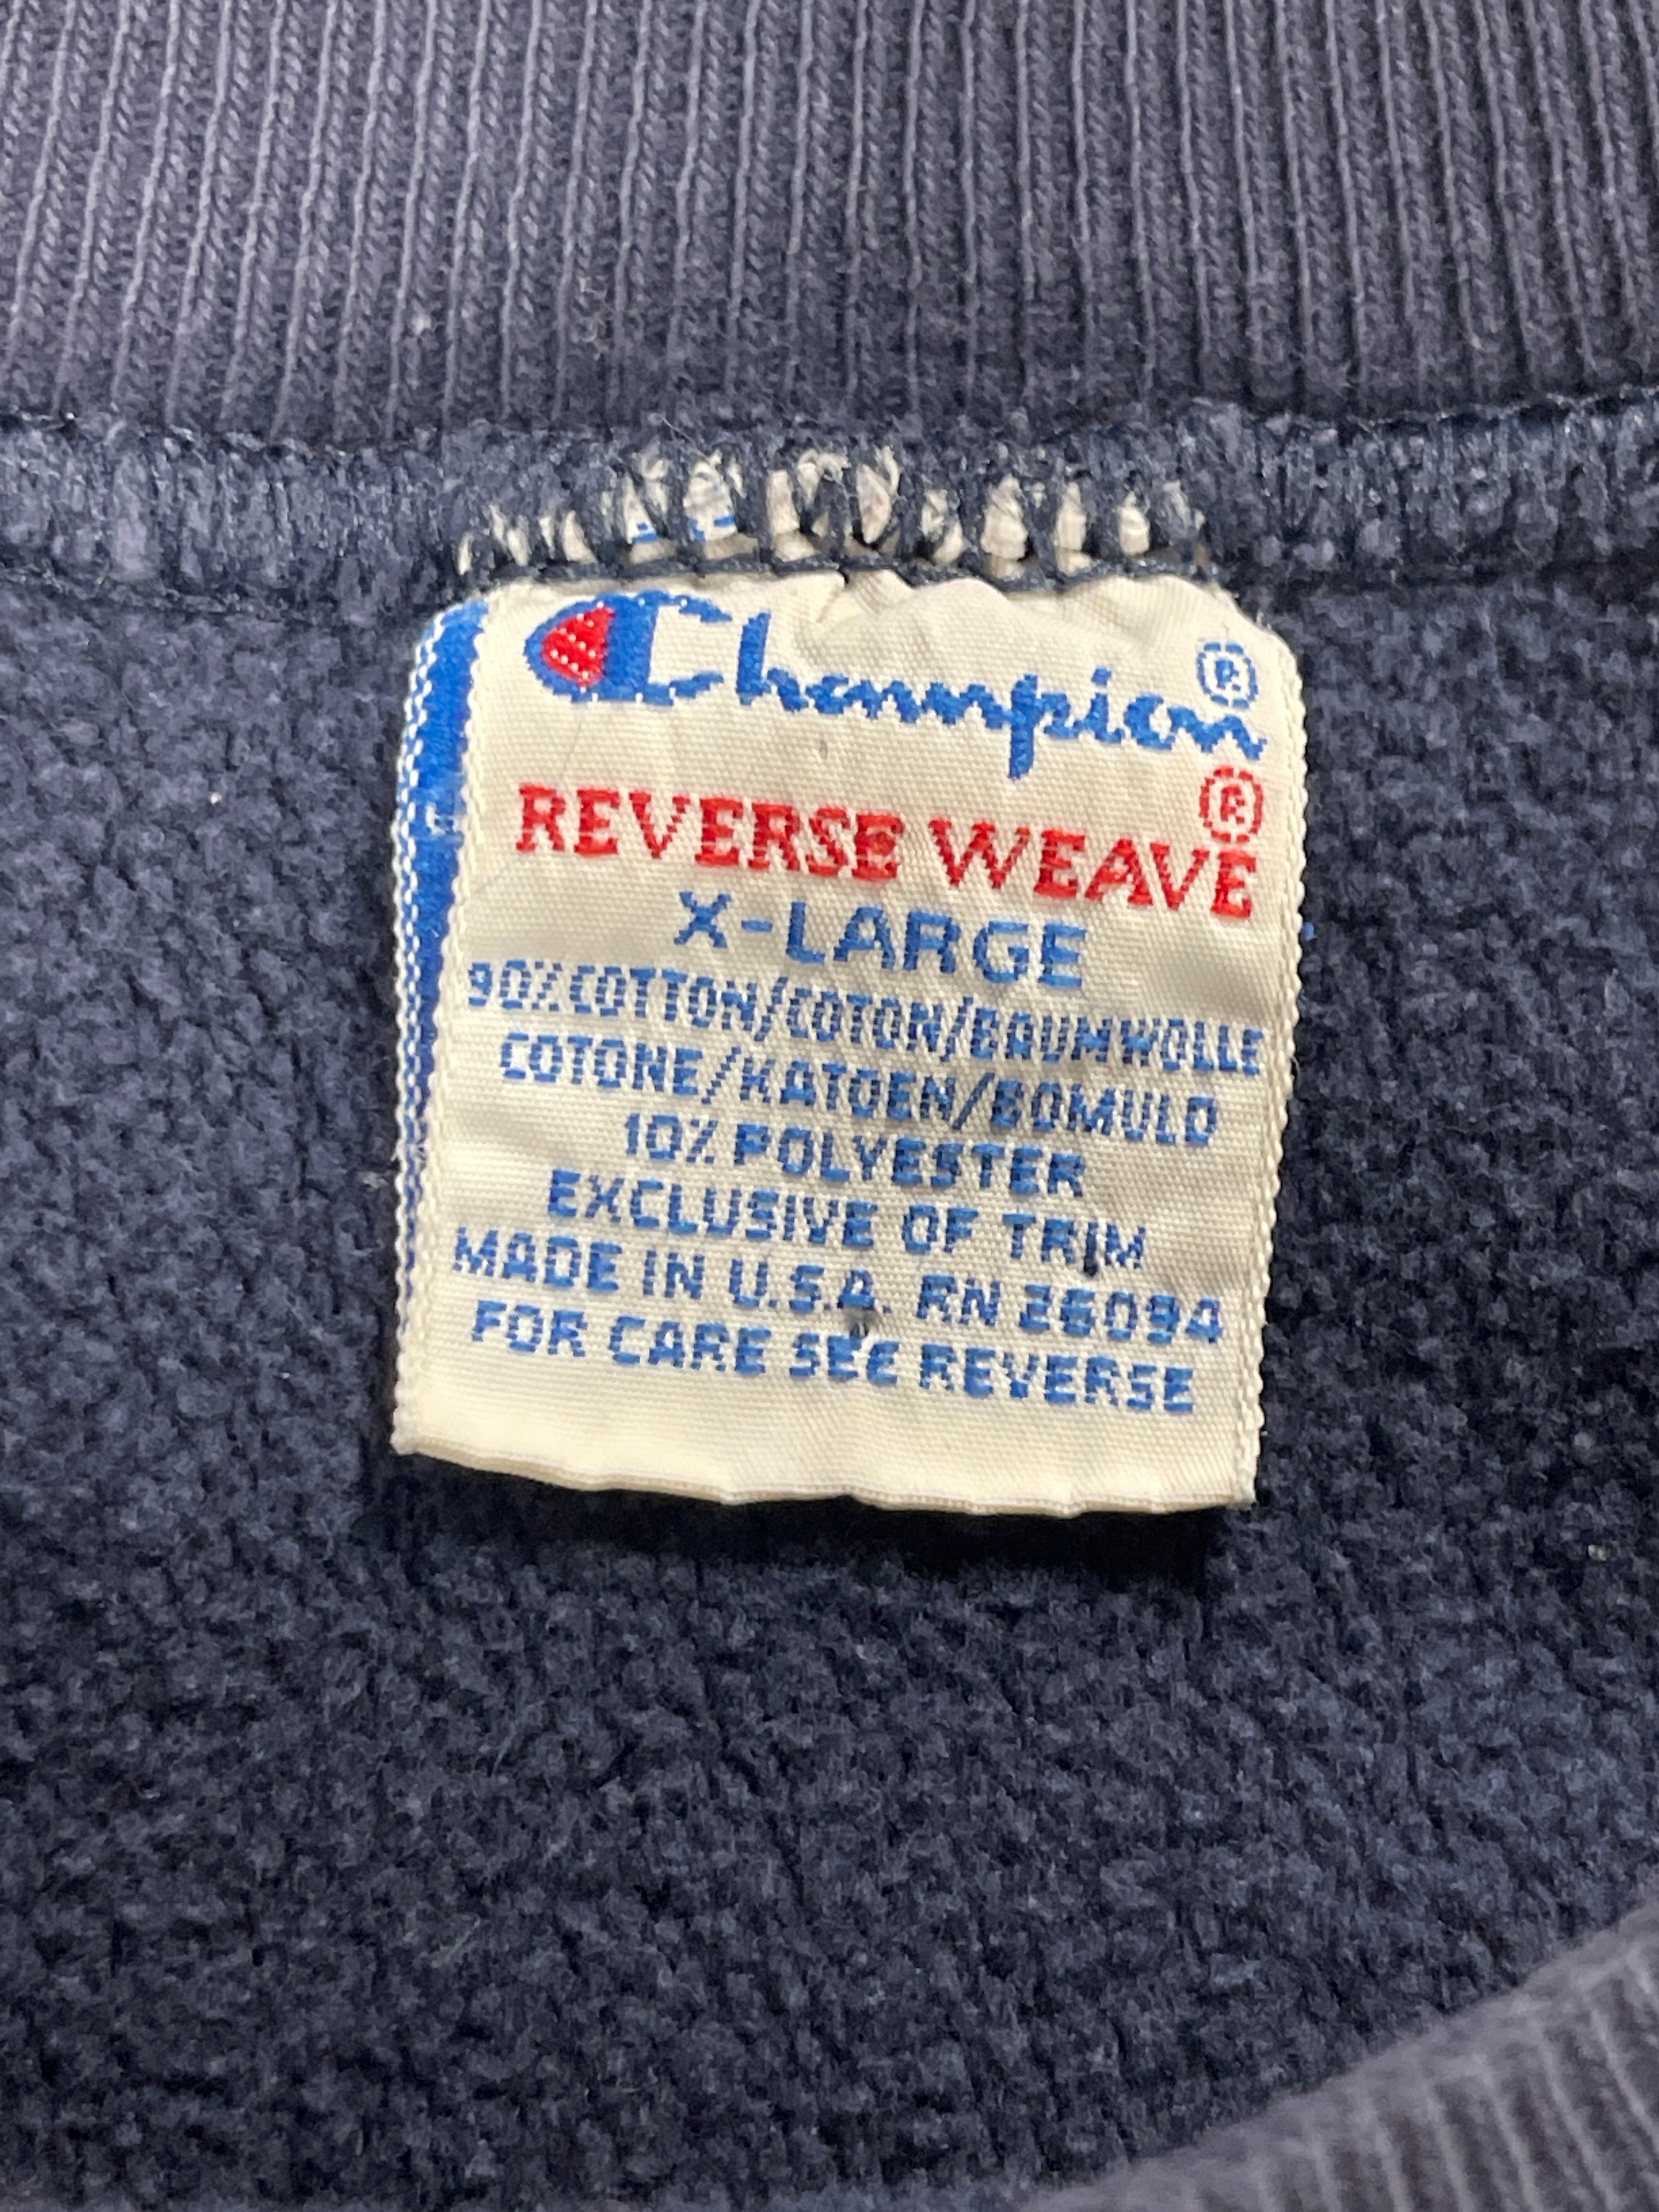 Champion®
REVERSE WEAVE®
X-LARGE
90% COTTON/COTON/BAUMWOLLE
COTONE/KATOEN/BOMULD
10% POLYESTER
EXCLUSIVE OF TRIM
MADE IN U.S.A. RN 26094
FOR CARE SEE REVERSE